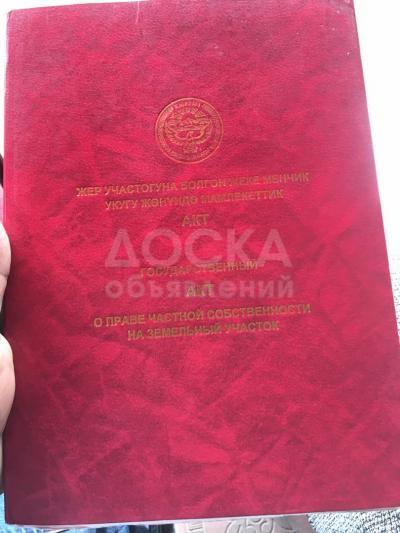 ЖЕР УЧАСТОГУНА БОЛГОН ЖЕКЕ МЕНЧИК
УКУГУ ЖӨНҮНДӨ МАМЛЕКЕТТИК
АКТ
ДОСКА
объявлений
ГОСУДАРСТВЕННЫЙ
АКТ
О ПРАВЕ ЧАСТНОЙ СОБСТВЕННОСТИ
НА ЗЕМЕЛЬНЫЙ УЧАСТОК